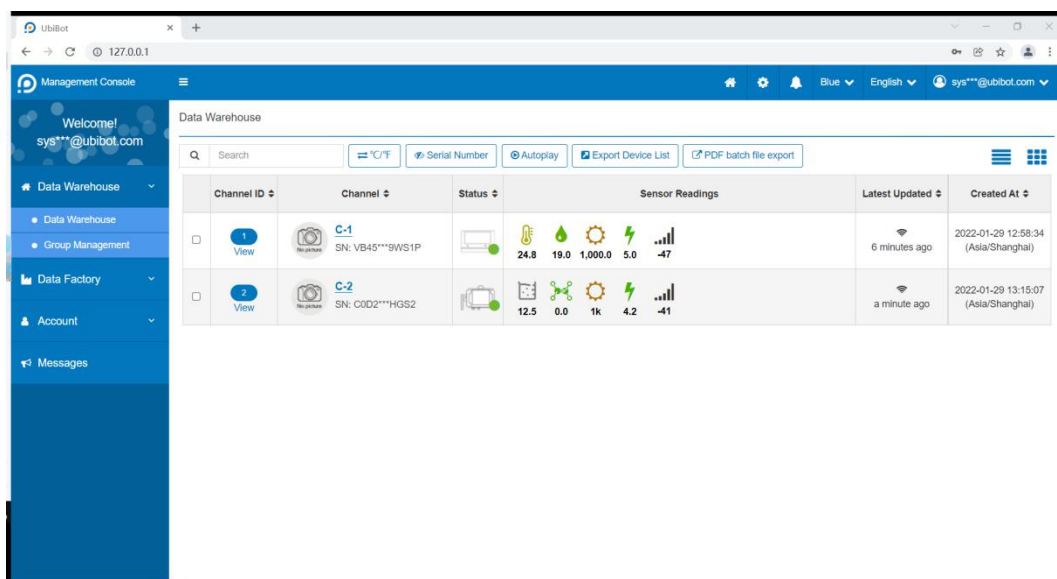 UbiBot
127.0.0.1
Management Console
Blue
English
sys***@ubibot.com
Welcome!
sys***@ubibot.com
Data Warehouse
Data Warehouse
Group Management
Data Factory
Account
Messages
Data Warehouse
Search
°C/°F
Serial Number
Autoplay
Export Device List
PDF batch file export
Channel ID Channel Status Sensor Readings Latest Updated Created At
1
View
No picture
C-1
SN: VB45***9WS1P
24.8 19.0 1,000.0 5.0 -47
6 minutes ago
2022-01-29 12:58:34
(Asia/Shanghai)
2
View
No picture
C-2
SN: C0D2***HGS2
12.5 0.0 1k 4.2 -41
a minute ago
2022-01-29 13:15:07
(Asia/Shanghai)